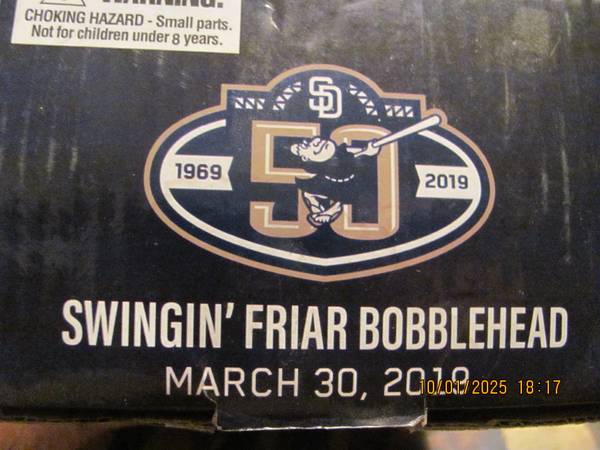 WARNING:
CHOKING HAZARD - Small parts.
Not for children under 8 years.
SD
50
1969
2019
SWINGIN' FRIAR BOBBLEHEAD
MARCH 30, 2019
10/01/2025 18:17